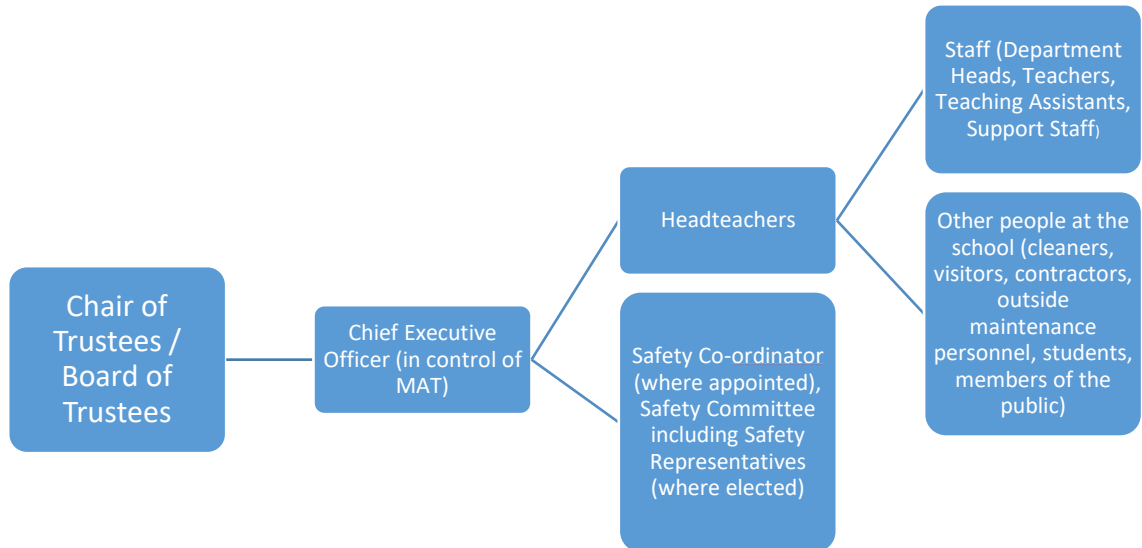 Chair of
Trustees /
Board of
Trustees
Chief Executive
Officer (in control of
MAT)
Headteachers
Safety Co-ordinator
(where appointed),
Safety Committee
including Safety
Representatives
(where elected)
Staff (Department
Heads, Teachers,
Teaching Assistants,
Support Staff)
Other people at the
school (cleaners,
visitors, contractors,
outside
maintenance
personnel, students,
members of the
public)